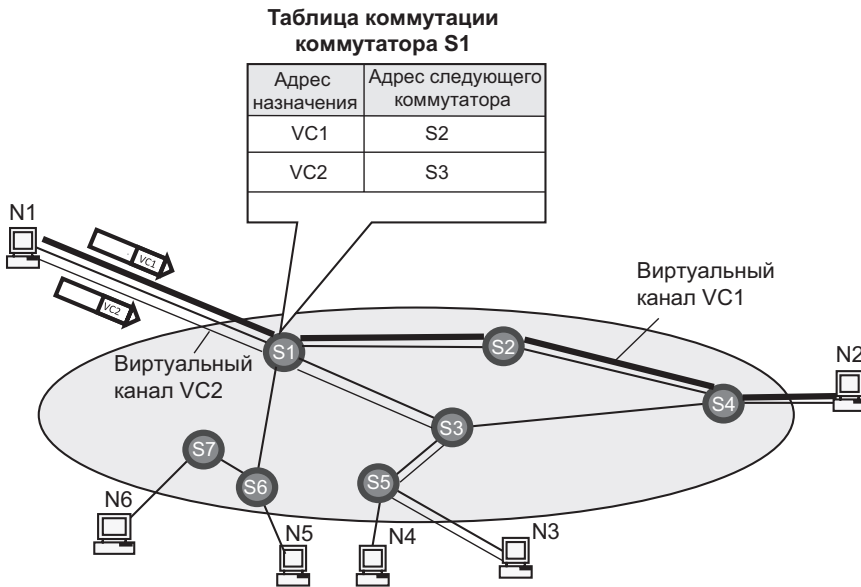 Таблица коммутации
коммутатора S1
Адрес
назначения
Адрес следующего
коммутатора
VC1
S2
VC2
S3
N1
VC1
VC2
Виртуальный
канал VC1
Виртуальный
канал VC2
S1
S2
N2
S4
S3
S7
S6
S5
N6
N5
N4
N3